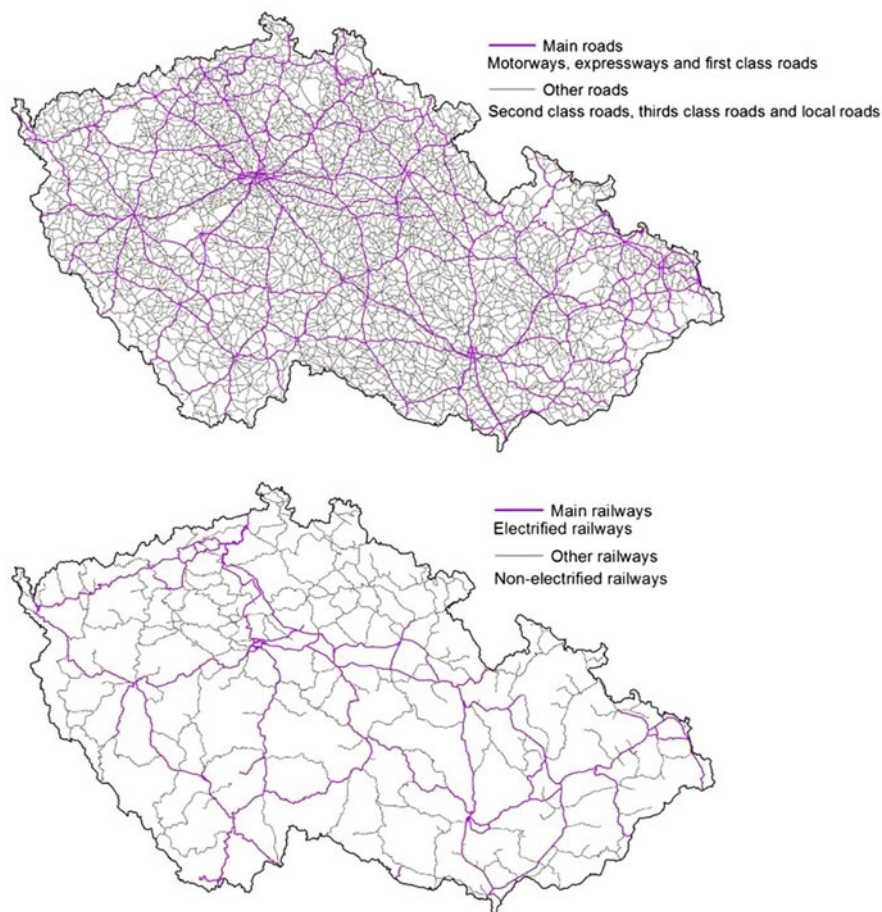 Main roads
Motorways, expressways and first class roads
Other roads
Second class roads, thirds class roads and local roads
Main railways
Electrified railways
Other railways
Non-electrified railways